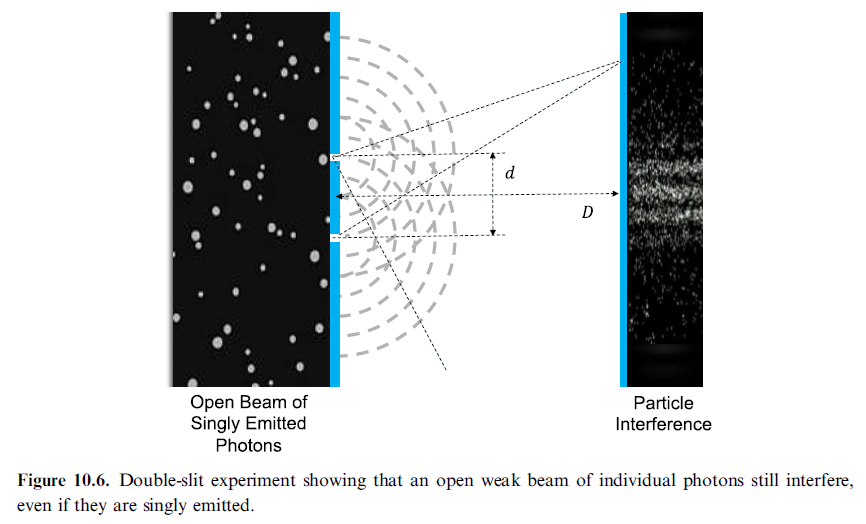 d
D
Open Beam of
Singly Emitted
Photons
Particle
Interference
Figure 10.6. Double-slit experiment showing that an open weak beam of individual photons still interfere,
even if they are singly emitted.